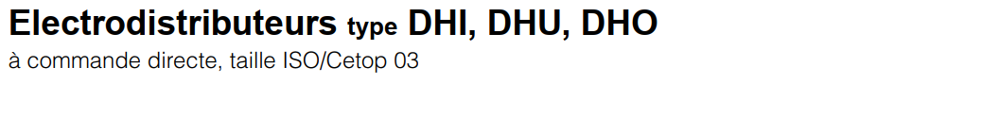 Electrodistributeurs type DHI, DHU, DHO
à commande directe, taille ISO/Cetop 03